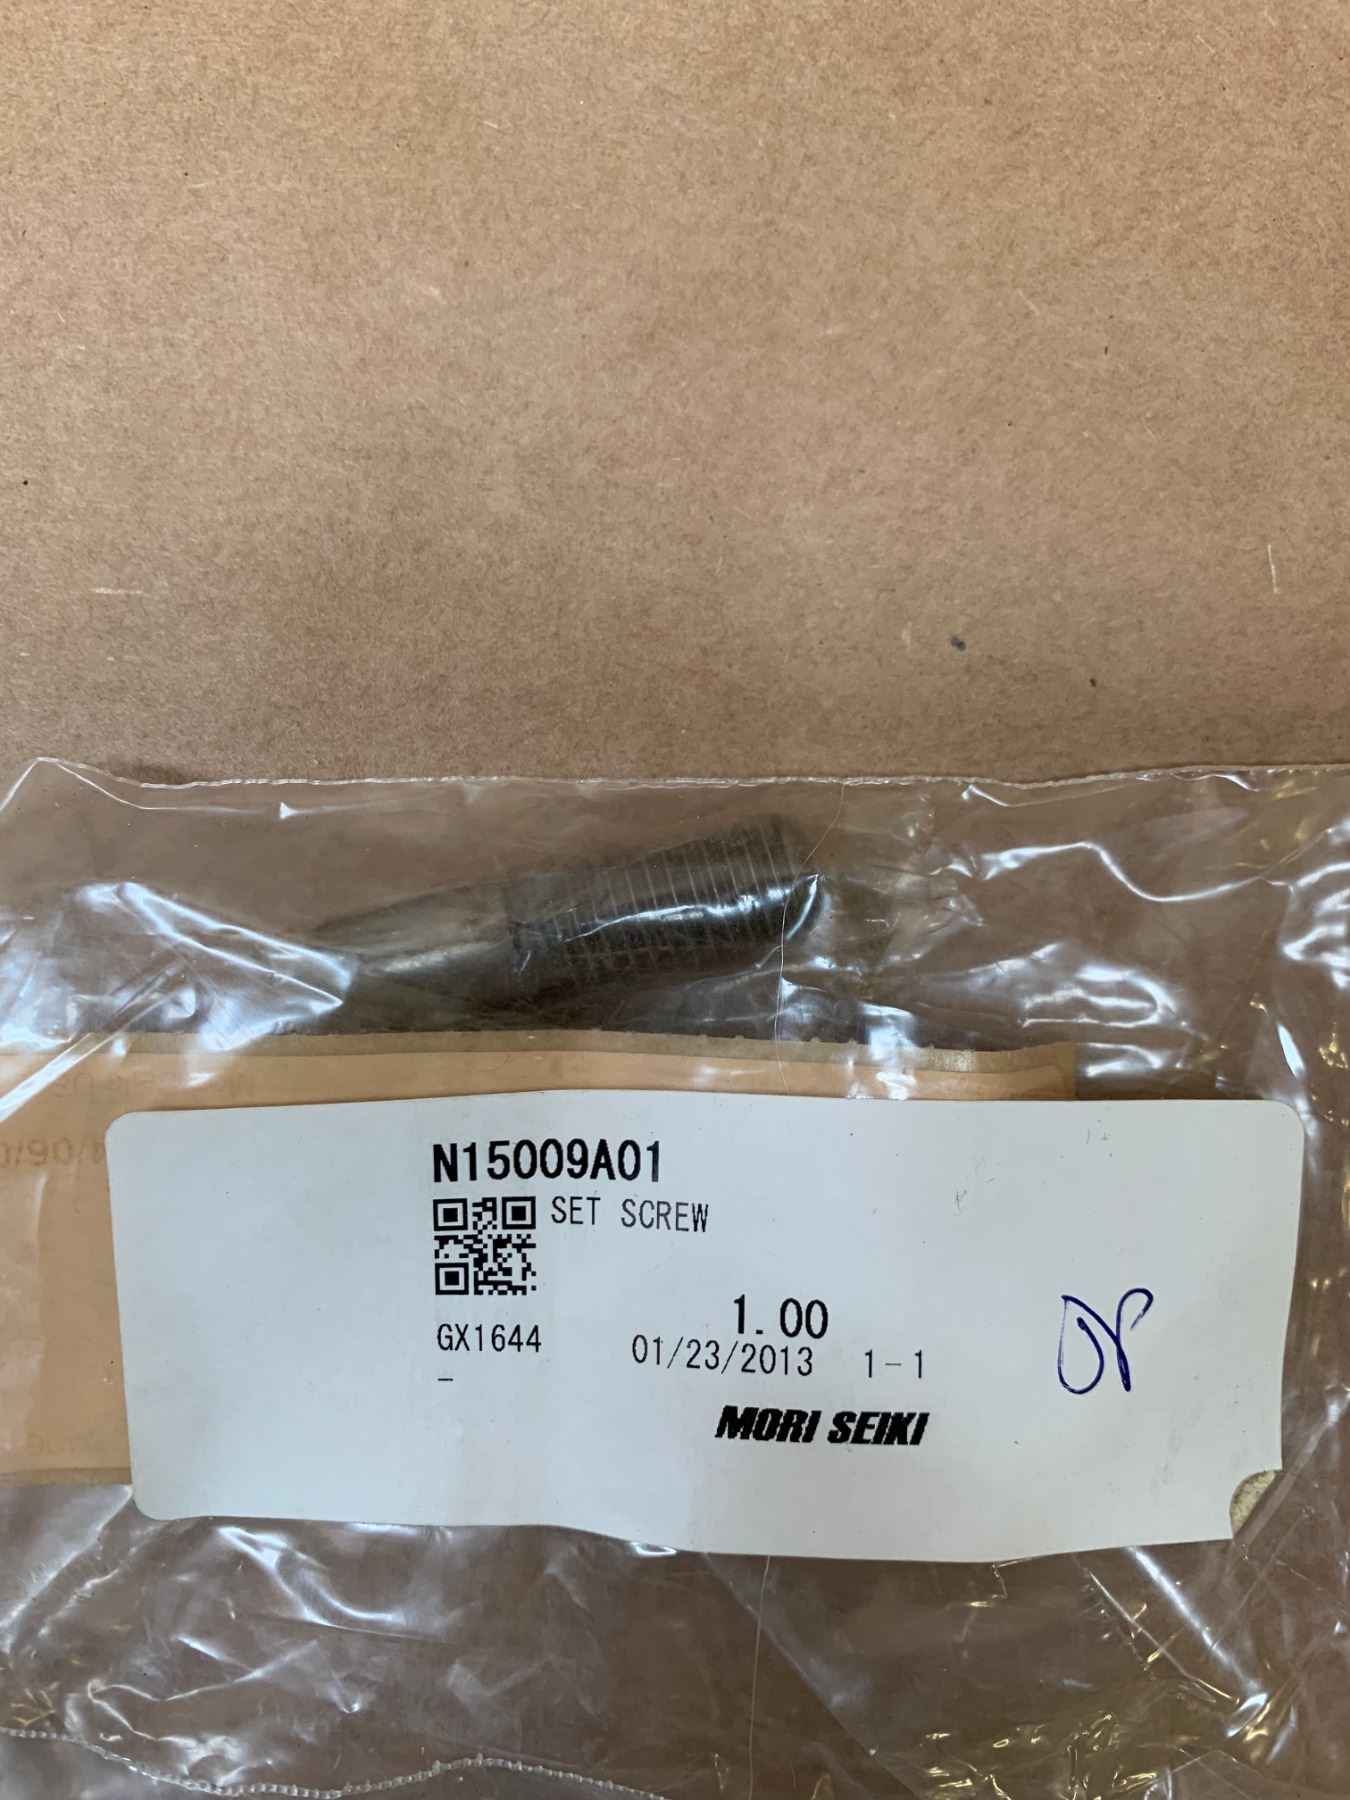 N15009A01
SET SCREW
1.00
GX1644
01/23/2013 1-1
-
MORI SEIKI